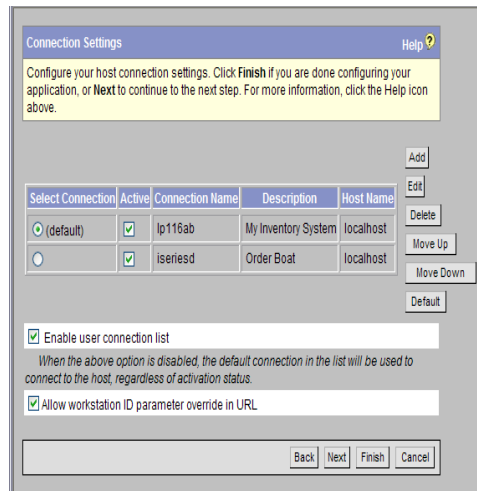 Connection Settings
Help ?
Configure your host connection settings. Click Finish if you are done configuring your
application, or Next to continue to the next step. For more information, click the Help icon
above.
Add
Edit
Delete
Move Up
Move Down
Default
Select Connection Active Connection Name Description Host Name
(default) lp116ab My Inventory System localhost
iseriesd Order Boat localhost
Enable user connection list
When the above option is disabled, the default connection in the list will be used to
connect to the host, regardless of activation status.
Allow workstation ID parameter override in URL
Back Next Finish Cancel